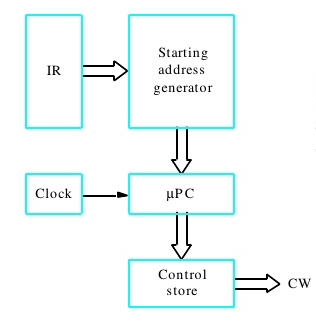 IR
Starting
address
generator
Clock
μPC
Control
store
CW